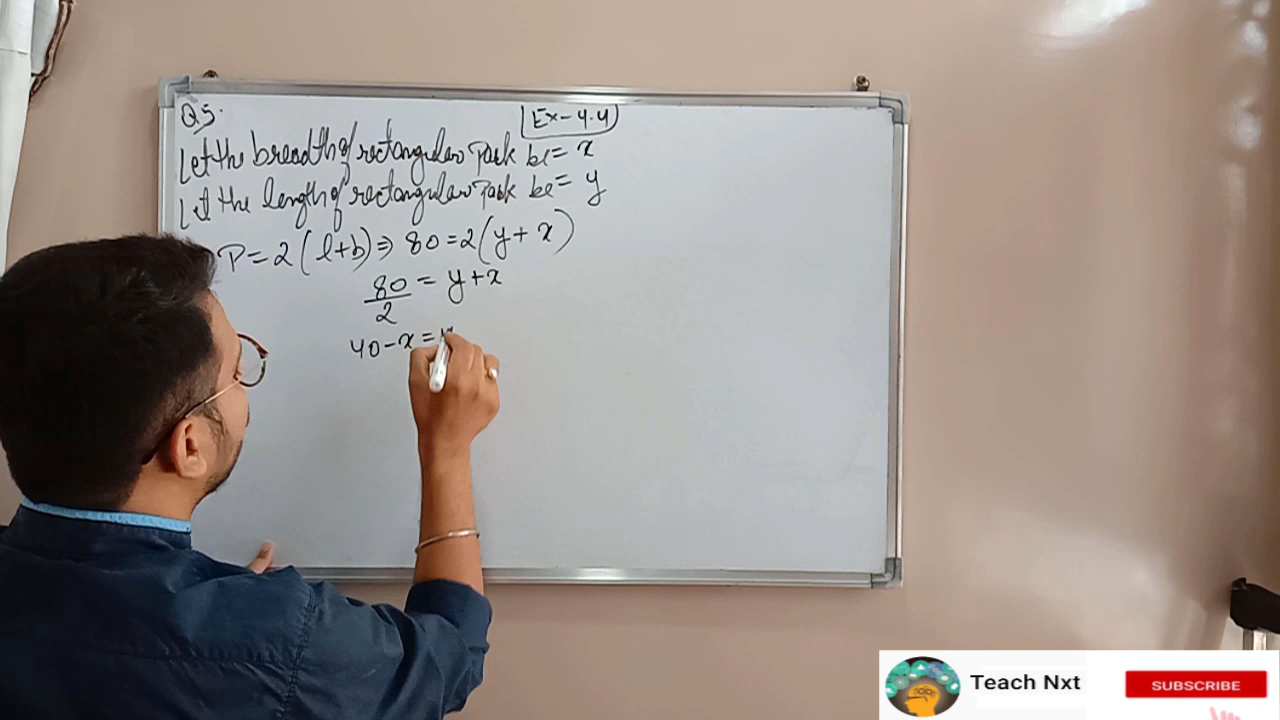 Q5.
Ex-4.4
Let the breadth of rectangular Park be = x
Let the length of rectangular Park be = y
P = 2(l+b) ⇒ 80 = 2(y + x)
80/2 = y + x
40 - x =
Teach Nxt
SUBSCRIBE